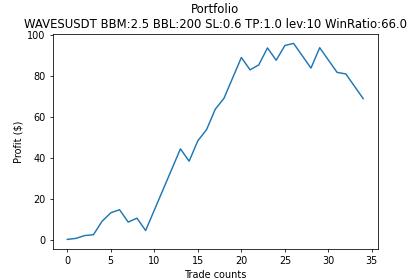 Portfolio
WAVESUSDT BBM:2.5 BBL:200 SL:0.6 TP:1.0 lev:10 WinRatio:66.0
100
80
60
40
20
0
Profit ($)
0 5 10 15 20 25 30 35
Trade counts